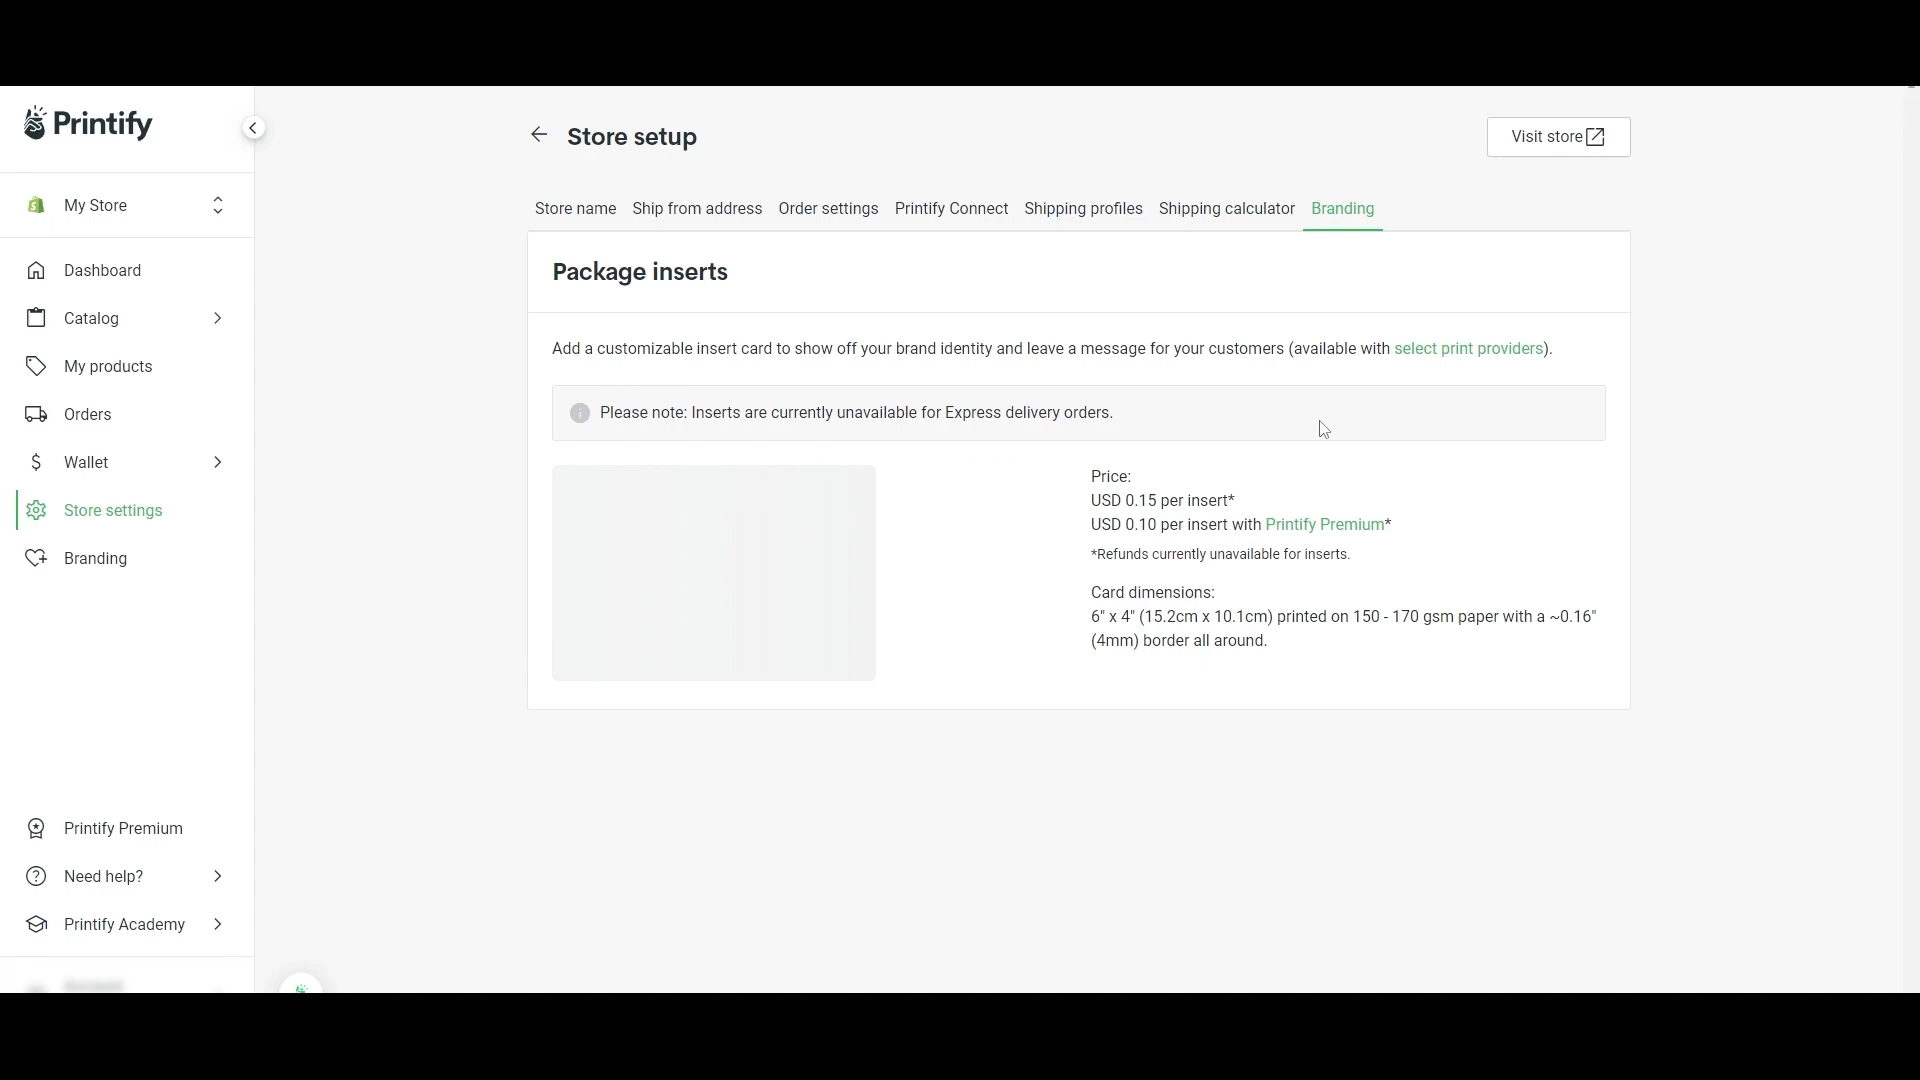 Printify
My Store
Dashboard
Catalog
My products
Orders
Wallet
Store settings
Branding
Printify Premium
Need help?
Printify Academy
Store setup
Visit store
Store name Ship from address Order settings Printify Connect Shipping profiles Shipping calculator Branding
Package inserts
Add a customizable insert card to show off your brand identity and leave a message for your customers (available with select print providers).
Please note: Inserts are currently unavailable for Express delivery orders.
Price:
USD 0.15 per insert*
USD 0.10 per insert with Printify Premium*
*Refunds currently unavailable for inserts.
Card dimensions:
6" x 4" (15.2cm x 10.1cm) printed on 150 - 170 gsm paper with a ~0.16"
(4mm) border all around.